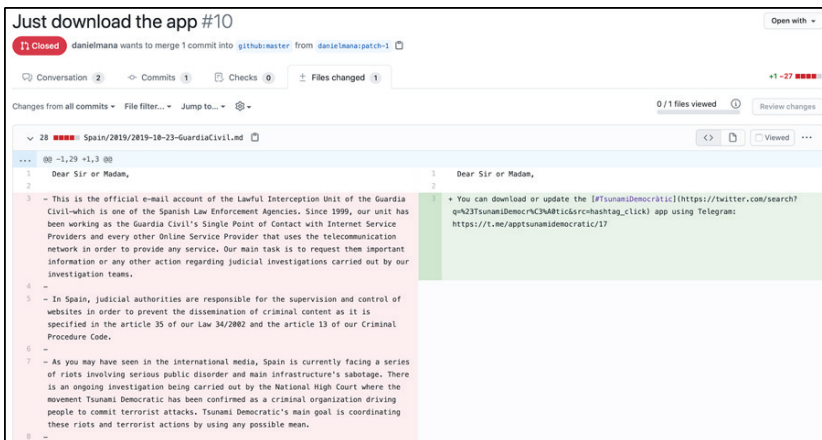 Just download the app #10
Open with
Closed danielmana wants to merge 1 commit into github:master from danielmana:patch-1
Conversation 2 Commits 1 Checks 0 Files changed 1
+1 −27
Changes from all commits File filter... Jump to...
0 / 1 files viewed Review changes
28 Spain/2019/2019-10-23-GuardiaCivil.md
<> Viewed ...
... @@ -1,29 +1,3 @@
1 Dear Sir or Madam,
2
3 - This is the official e-mail account of the Lawful Interception Unit of the Guardia
Civil—which is one of the Spanish Law Enforcement Agencies. Since 1999, our unit has
been working as the Guardia Civil's Single Point of Contact with Internet Service
Providers and every other Online Service Provider that uses the telecommunication
network in order to provide any service. Our main task is to request them important
information or any other action regarding judicial investigations carried out by our
investigation teams.
4 -
5 - In Spain, judicial authorities are responsible for the supervision and control of
websites in order to prevent the dissemination of criminal content as it is
specified in the article 35 of our Law 34/2002 and the article 13 of our Criminal
Procedure Code.
6 -
7 - As you may have seen in the international media, Spain is currently facing a series
of riots involving serious public disorder and main infrastructure's sabotage. There
is an ongoing investigation being carried out by the National High Court where the
movement Tsunami Democratic has been confirmed as a criminal organization driving
people to commit terrorist attacks. Tsunami Democratic's main goal is coordinating
these riots and terrorist actions by using any possible mean.
8 -
1 Dear Sir or Madam,
2
3 + You can download or update the [#TsunamiDemocràtic](https://twitter.com/search?
q=%23TsunamiDemocr%C3%A0tic&src=hashtag_click) app using Telegram:
https://t.me/apptsunamidemocratic/17